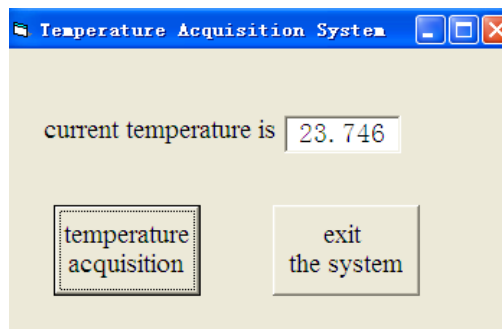 Temperature Acquisition System
current temperature is 23.746
temperature
acquisition
exit
the system